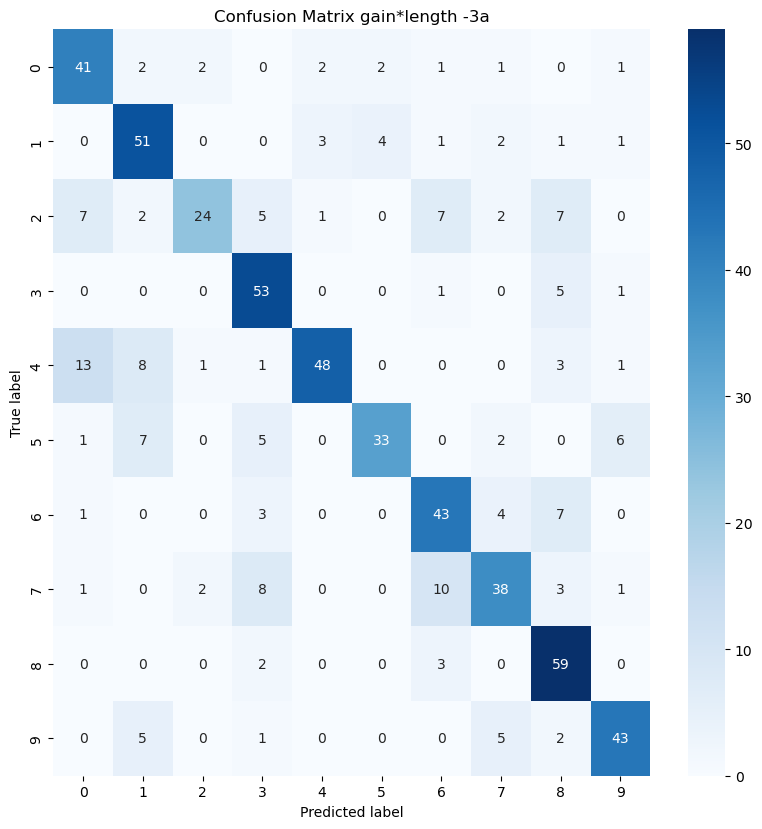 Confusion Matrix gain*length -3a
0 41 2 2 0 2 2 1 1 0 1
1 0 51 0 0 3 4 1 2 1 1
2 7 2 24 5 1 0 7 2 7 0
3 0 0 0 53 0 0 1 0 5 1
4 13 8 1 1 48 0 0 0 3 1
5 1 7 0 5 0 33 0 2 0 6
6 1 0 0 3 0 0 43 4 7 0
7 1 0 2 8 0 0 10 38 3 1
8 0 0 0 2 0 0 3 0 59 0
9 0 5 0 1 0 0 0 5 2 43
0 1 2 3 4 5 6 7 8 9
Predicted label
True label
50
40
30
20
10
0